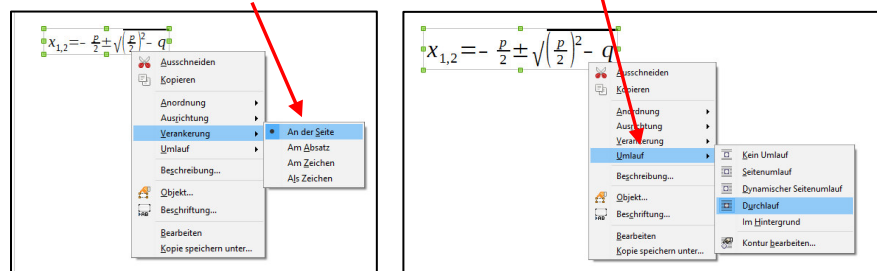 x1,2=- p/2 ± √(p/2)²- q
Ausschneiden
Kopieren
Anordnung
Ausrichtung
Verankerung
Umlauf
Beschreibung...
Objekt...
Beschriftung...
Bearbeiten
Kopie speichern unter...
An der Seite
Am Absatz
Am Zeichen
Als Zeichen
x1,2=- p/2 ± √(p/2)²- q
Ausschneiden
Kopieren
Anordnung
Ausrichtung
Verankerung
Umlauf
Beschreibung...
Objekt...
Beschriftung...
Bearbeiten
Kopie speichern unter...
Kein Umlauf
Seitenumlauf
Dynamischer Seitenumlauf
Durchlauf
Im Hintergrund
Kontur bearbeiten...